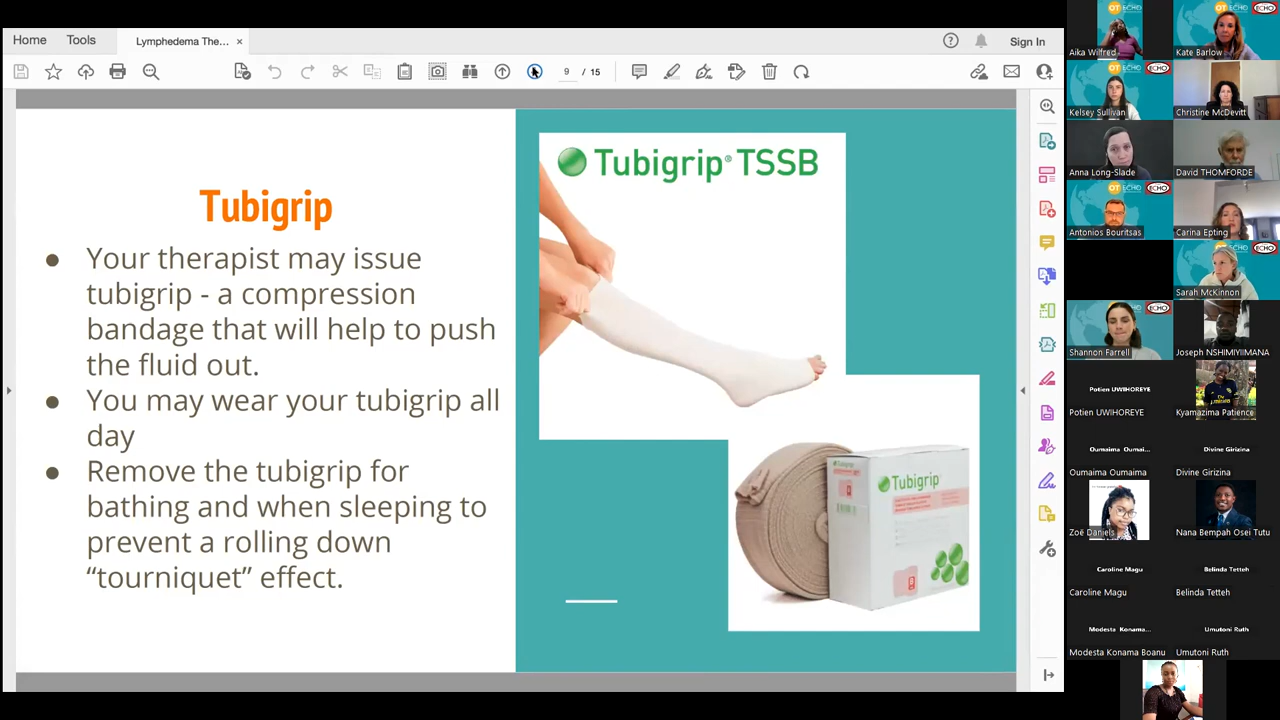 Home
Tools
Lymphedema The...
×
Sign In
9 / 15
Tubigrip
● Your therapist may issue
tubigrip - a compression
bandage that will help to push
the fluid out.
● You may wear your tubigrip all
day
● Remove the tubigrip for
bathing and when sleeping to
prevent a rolling down
“tourniquet” effect.
Tubigrip® TSSB
Tubigrip
B
OT ECHO
ECHO
Aika Wilfred
Kate Barlow
Kelsey Sullivan
Christine McDevitt
Anna Long-Slade
David THOMFORDE
Antonios Bouritsas
Carina Epting
Sarah McKinnon
Shannon Farrell
Joseph NSHIMIYIIMANA
Potien UWIHOREYE
Potien UWIHOREYE
Kyamazima Patience
Oumaima Oumai...
Oumaima Oumaima
Divine Girizina
Divine Girizina
Zoë Daniels
Nana Bempah Osei Tutu
Caroline Magu
Caroline Magu
Belinda Tetteh
Belinda Tetteh
Modesta Konama...
Modesta Konama Boanu
Umutoni Ruth
Umutoni Ruth